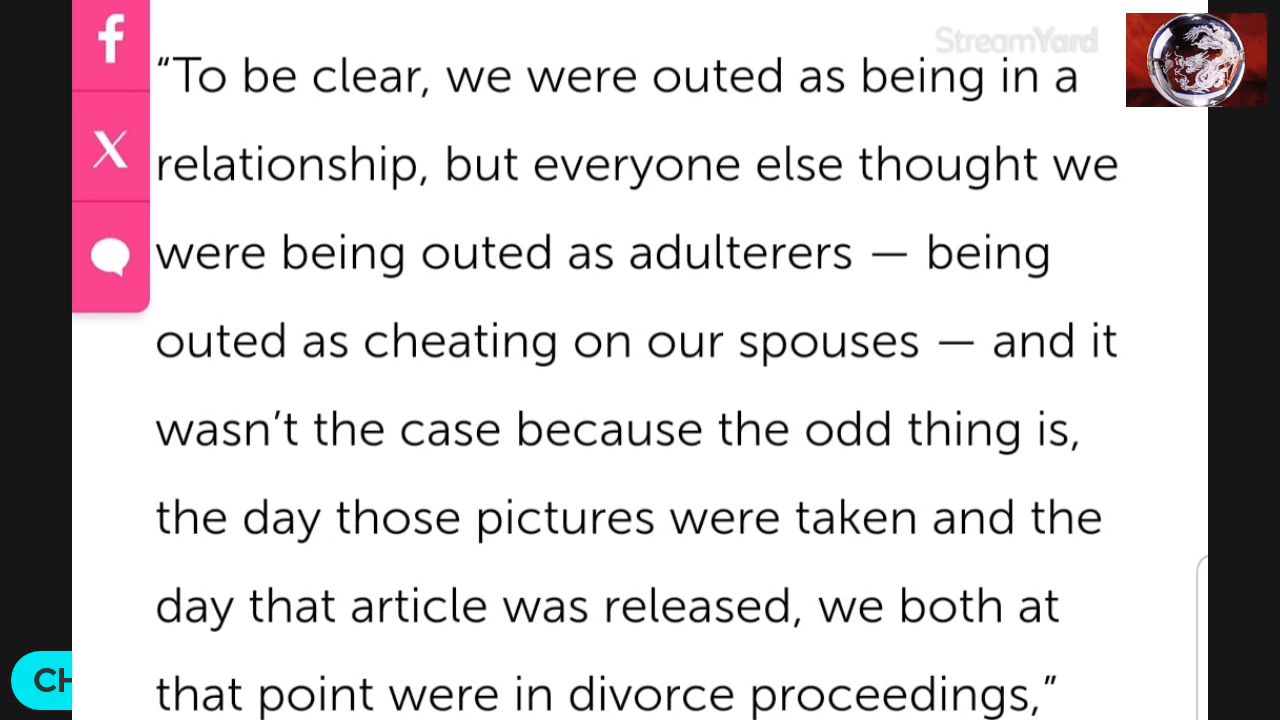 StreamYard
“To be clear, we were outed as being in a
relationship, but everyone else thought we
were being outed as adulterers — being
outed as cheating on our spouses — and it
wasn’t the case because the odd thing is,
the day those pictures were taken and the
day that article was released, we both at
that point were in divorce proceedings,”
CH